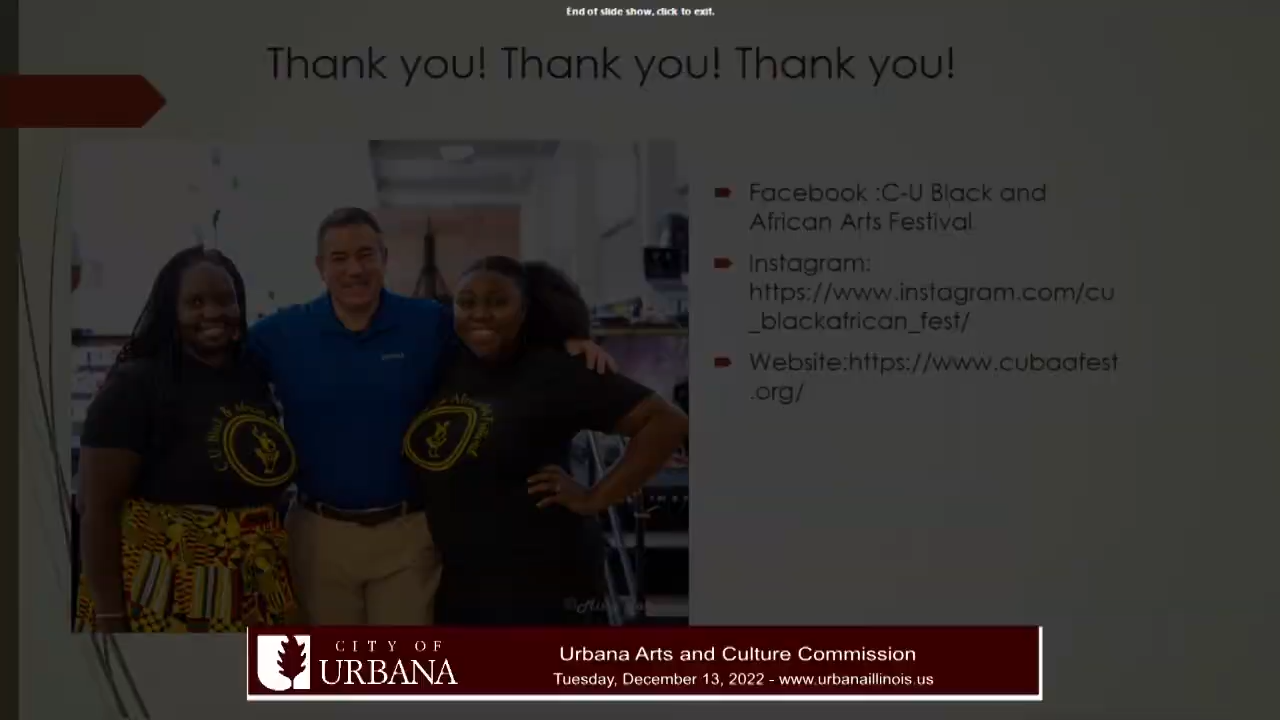 End of slide show, click to exit.
Thank you! Thank you! Thank you!
Facebook :C-U Black and
African Arts Festival
Instagram:
https://www.instagram.com/cu
_blackafrican_fest/
Website:https://www.cubaafest
.org/
CITY OF
URBANA
Urbana Arts and Culture Commission
Tuesday, December 13, 2022 - www.urbanaillinois.us